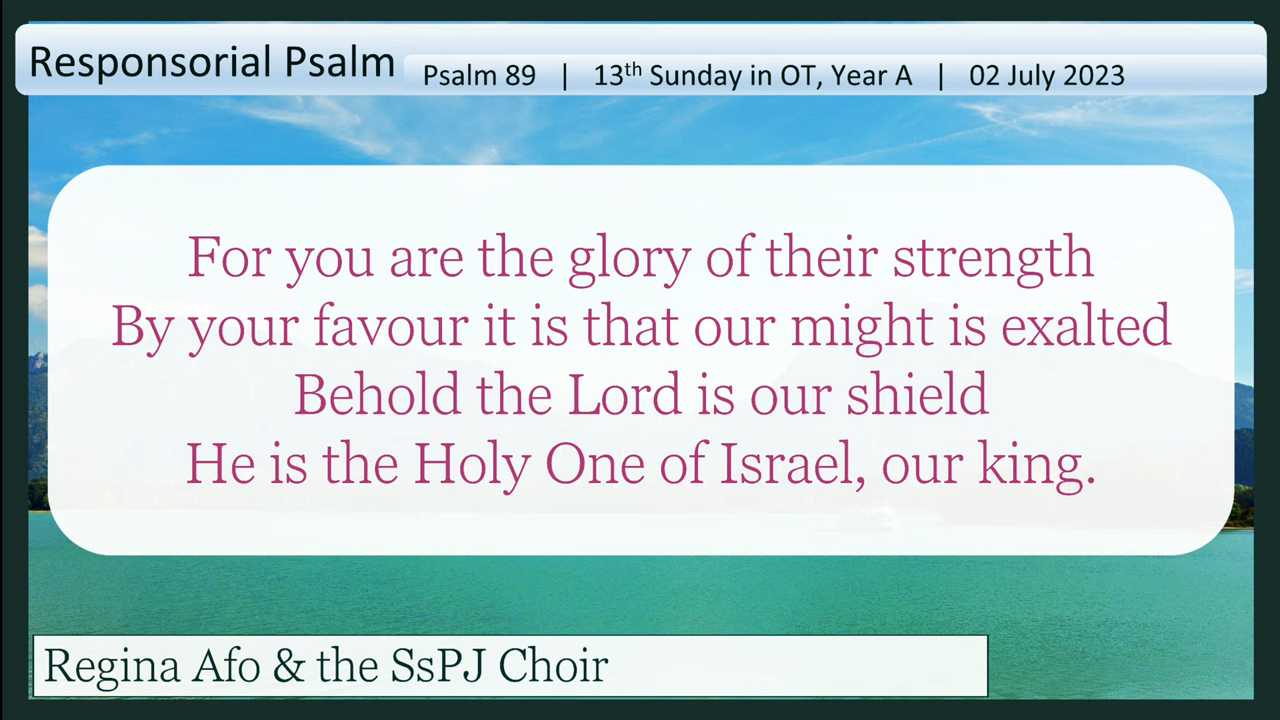 Responsorial Psalm
Psalm 89 | 13th Sunday in OT, Year A | 02 July 2023
For you are the glory of their strength
By your favour it is that our might is exalted
Behold the Lord is our shield
He is the Holy One of Israel, our king.
Regina Afo & the SsPJ Choir